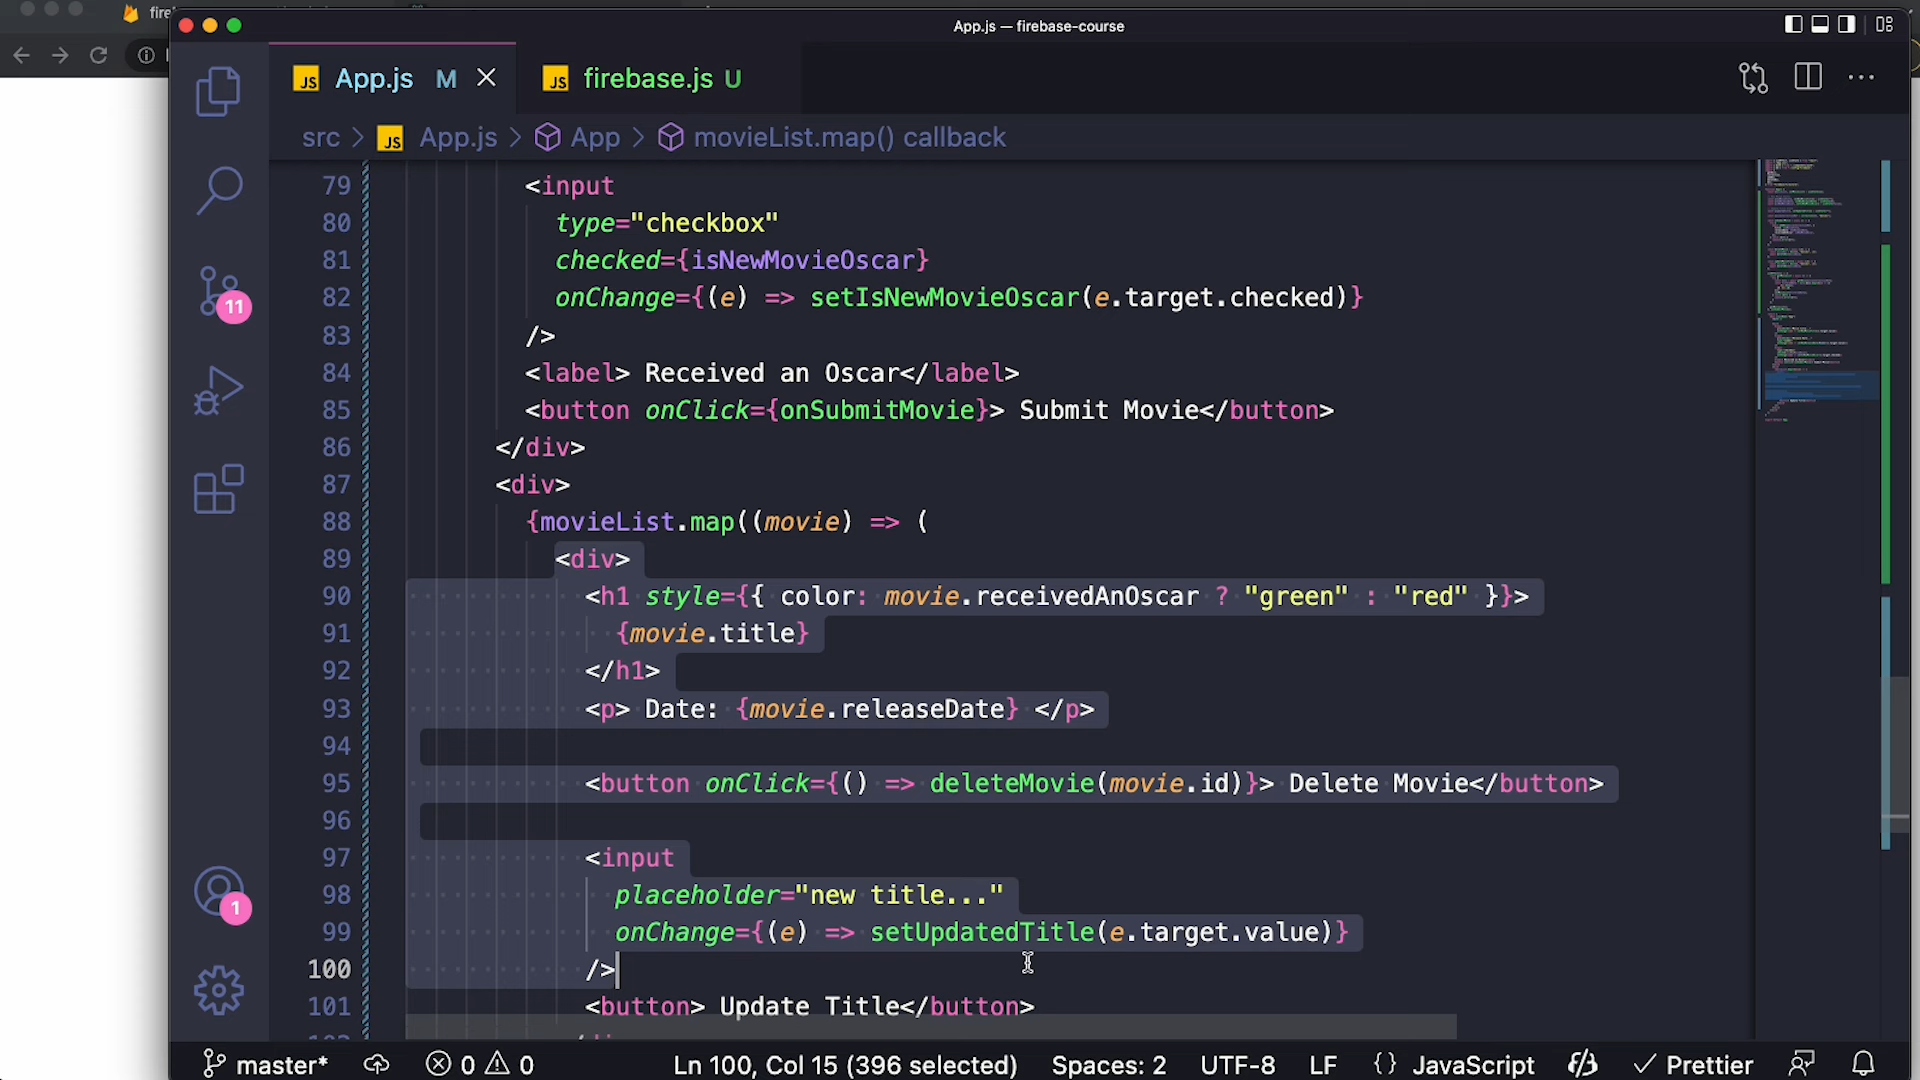 App.js — firebase-course
JS App.js M
JS firebase.js U
src > JS App.js > App > movieList.map() callback
79 <input
80 type="checkbox"
81 checked={isNewMovieOscar}
82 onChange={(e) => setIsNewMovieOscar(e.target.checked)}
83 />
84 <label> Received an Oscar</label>
85 <button onClick={onSubmitMovie}> Submit Movie</button>
86 </div>
87 <div>
88 {movieList.map((movie) => (
89 <div>
90 <h1 style={{ color: movie.receivedAnOscar ? "green" : "red" }}>
91 {movie.title}
92 </h1>
93 <p> Date: {movie.releaseDate} </p>
94
95 <button onClick={() => deleteMovie(movie.id)}> Delete Movie</button>
96
97 <input
98 placeholder="new title..."
99 onChange={(e) => setUpdatedTitle(e.target.value)}
100 />
101 <button> Update Title</button>
11
1
master* 0 0 Ln 100, Col 15 (396 selected) Spaces: 2 UTF-8 LF {} JavaScript Prettier